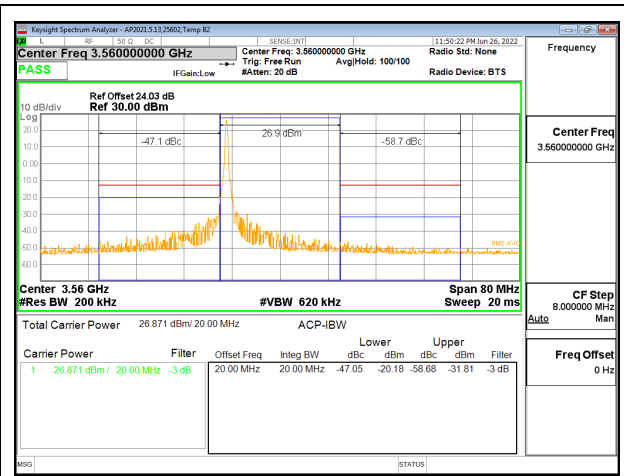 Keysight Spectrum Analyzer - AP2021.5.13,25602,Temp B2
L RF 50 Ω DC SENSE:INT 11:50:22 PM Jun 26, 2022
Center Freq 3.560000000 GHz
Center Freq: 3.560000000 GHz Radio Std: None
PASS
Trig: Free Run Avg|Hold: 100/100
IFGain:Low #Atten: 20 dB Radio Device: BTS
Frequency
Ref Offset 24.03 dB
10 dB/div Ref 30.00 dBm
Log
20.0
10.0
0.00
-10.0
-20.0
-30.0
-40.0
-50.0
-60.0
-47.1 dBc
26.9 dBm
-58.7 dBc
RMS AVG
Center Freq
3.560000000 GHz
Center 3.56 GHz Span 80 MHz
#Res BW 200 kHz #VBW 620 kHz Sweep 20 ms
CF Step
8.000000 MHz
Auto Man
Total Carrier Power 26.871 dBm/ 20.00 MHz ACP-IBW
Lower Upper
Carrier Power Filter Offset Freq Integ BW dBc dBm dBc dBm Filter
1 26.871 dBm / 20.00 MHz -3 dB 20.00 MHz 20.00 MHz -47.05 -20.18 -58.68 -31.81 -3 dB
Freq Offset
0 Hz
MSG STATUS